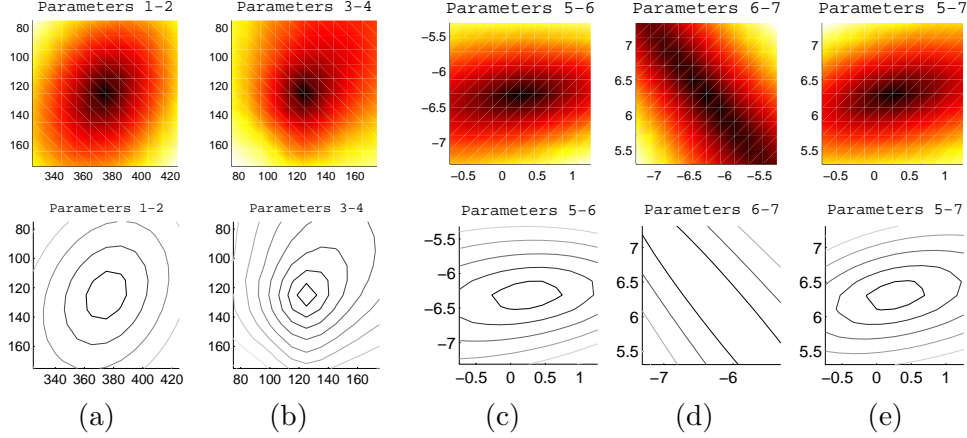 Parameters 1-2 Parameters 3-4 Parameters 5-6 Parameters 6-7 Parameters 5-7
80 80 −5.5 7 7
100 100 −6 6.5 6.5
120 120 −6.5 6 6
140 140 −7 5.5 5.5
160 160
340 360 380 400 420 80 100 120 140 160 −0.5 0 0.5 1 −7 −6.5 −6 −5.5 −0.5 0 0.5 1
Parameters 1-2 Parameters 3-4 Parameters 5-6 Parameters 6-7 Parameters 5-7
80 80 −5.5 7 7
100 100 −6 6.5 6.5
120 120 −6.5 6 6
140 140 −7 5.5 5.5
160 160
340 360 380 400 420 80 100 120 140 160 −0.5 0 0.5 1 −7 −6 −0.5 0 0.5 1
(a) (b) (c) (d) (e)